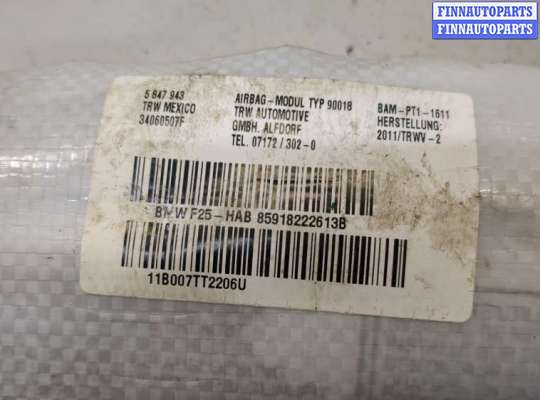 FINNAUTOPARTS
FINNAUTOPARTS
FINNAUTOPARTS
5 847 943
TRW MEXICO
34060507F
AIRBAG-MODUL TYP 90018
TRW AUTOMOTIVE
GMBH. ALFDORF
TEL. 07172/302-0
BAM-PT1-1611
HERSTELLUNG:
2011/TRWV-2
BMW F25-HAB 85918222613B
11B007TT2206U